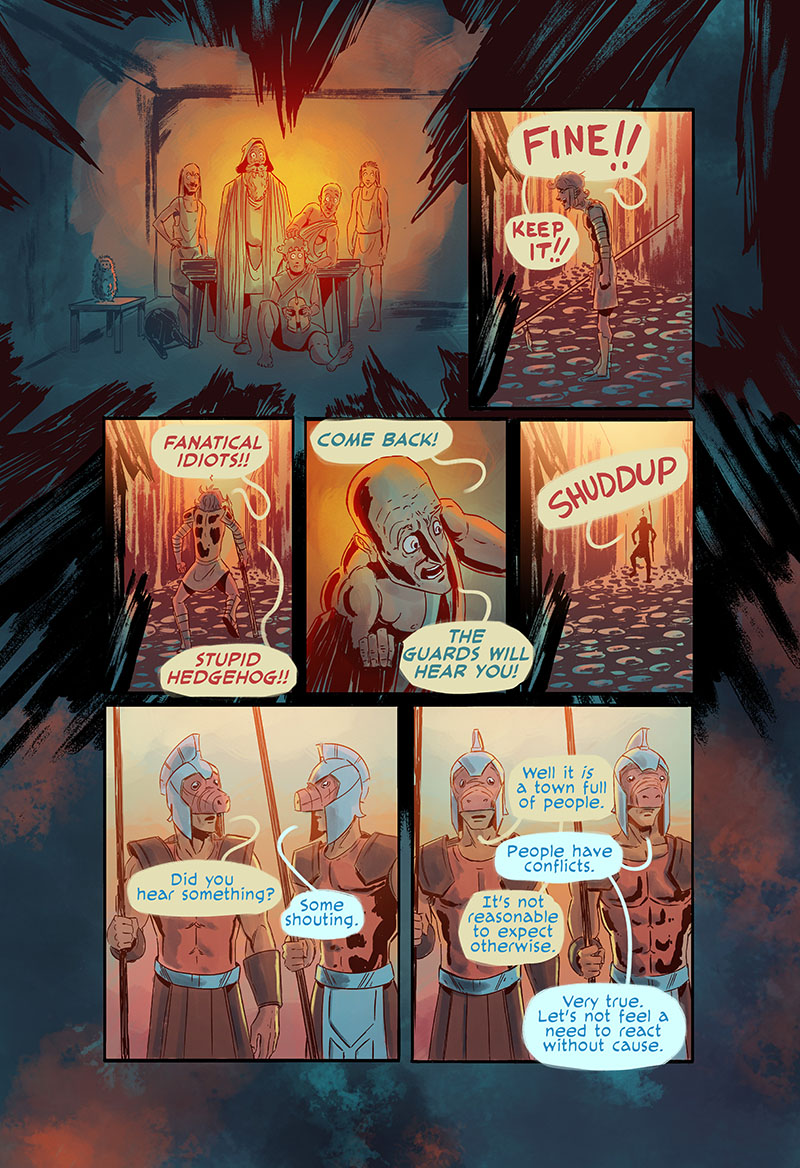 FINE!!
KEEP
IT!!
FANATICAL
IDIOTS!!
STUPID
HEDGEHOG!!
COME BACK!
THE
GUARDS WILL
HEAR YOU!
SHUDDUP
Did you
hear something?
Some
shouting.
Well it is
a town full
of people.
People have
conflicts.
It's not
reasonable
to expect
otherwise.
Very true.
Let's not feel a
need to react
without cause.